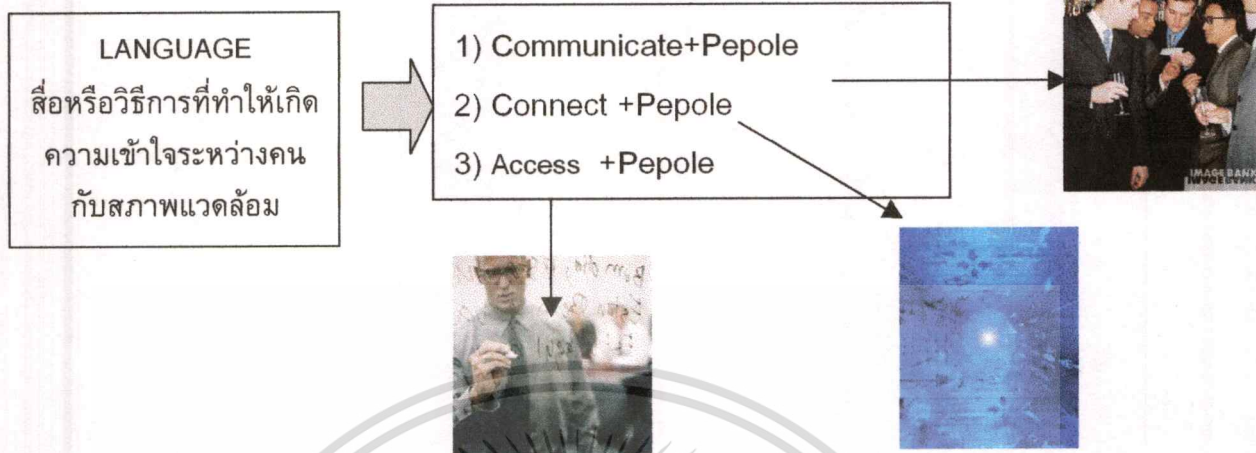 LANGUAGE
สื่อหรือวิธีการที่ทำให้เกิด
ความเข้าใจระหว่างคน
กับสภาพแวดล้อม
1) Communicate+Pepole
2) Connect +Pepole
3) Access +Pepole
IMAGE BANK